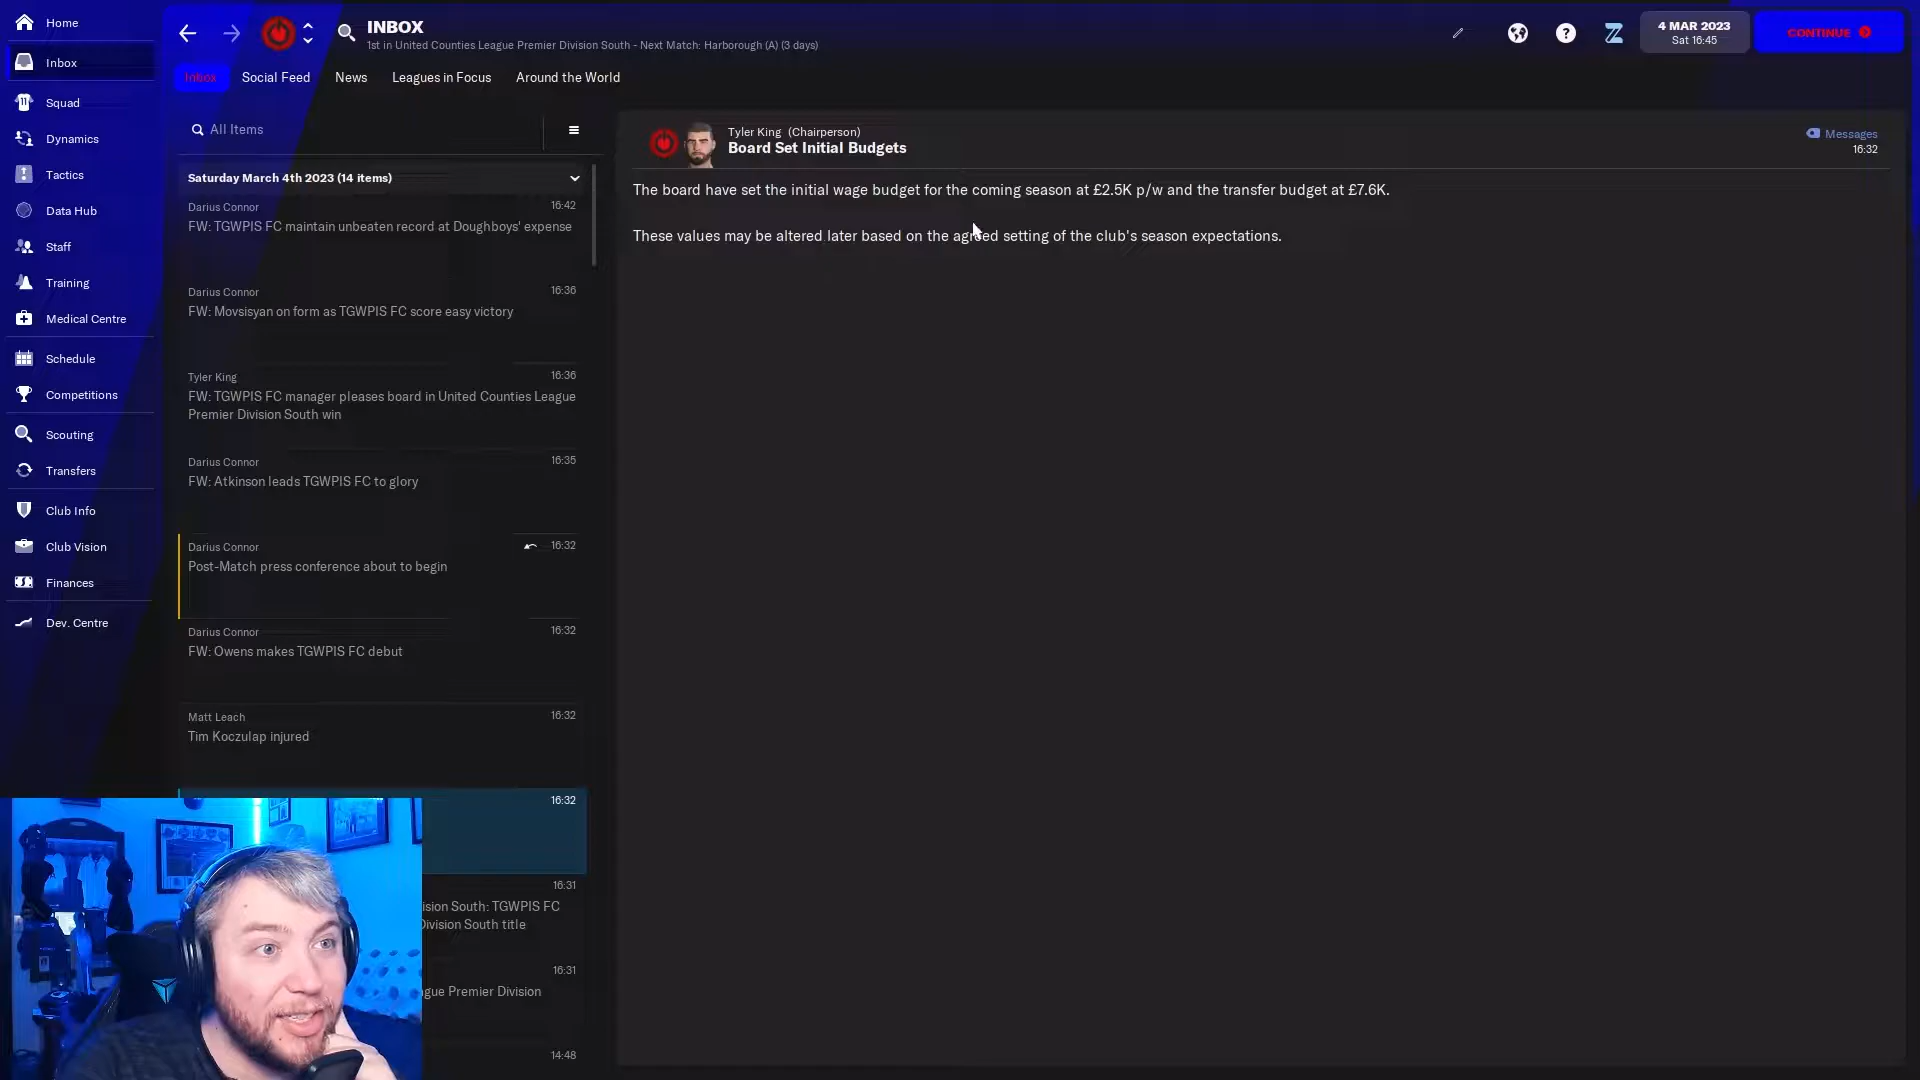 Home
INBOX
1st in United Counties League Premier Division South - Next Match: Harborough (A) (3 days)
4 MAR 2023
Sat 16:45
CONTINUE
Inbox
Squad
Dynamics
Tactics
Data Hub
Staff
Training
Medical Centre
Schedule
Competitions
Scouting
Transfers
Club Info
Club Vision
Finances
Dev. Centre
Inbox
Social Feed
News
Leagues in Focus
Around the World
All Items
Saturday March 4th 2023 (14 items)
Darius Connor
16:42
FW: TGWPIS FC maintain unbeaten record at Doughboys' expense
Darius Connor
16:36
FW: Movsisyan on form as TGWPIS FC score easy victory
Tyler King
16:36
FW: TGWPIS FC manager pleases board in United Counties League
Premier Division South win
Darius Connor
16:35
FW: Atkinson leads TGWPIS FC to glory
Darius Connor
16:32
Post-Match press conference about to begin
Darius Connor
16:32
FW: Owens makes TGWPIS FC debut
Matt Leach
16:32
Tim Koczulap injured
16:32
16:31
ision South: TGWPIS FC
Division South title
16:31
ague Premier Division
14:48
Tyler King (Chairperson)
Board Set Initial Budgets
Messages
16:32
The board have set the initial wage budget for the coming season at £2.5K p/w and the transfer budget at £7.6K.
These values may be altered later based on the agreed setting of the club's season expectations.